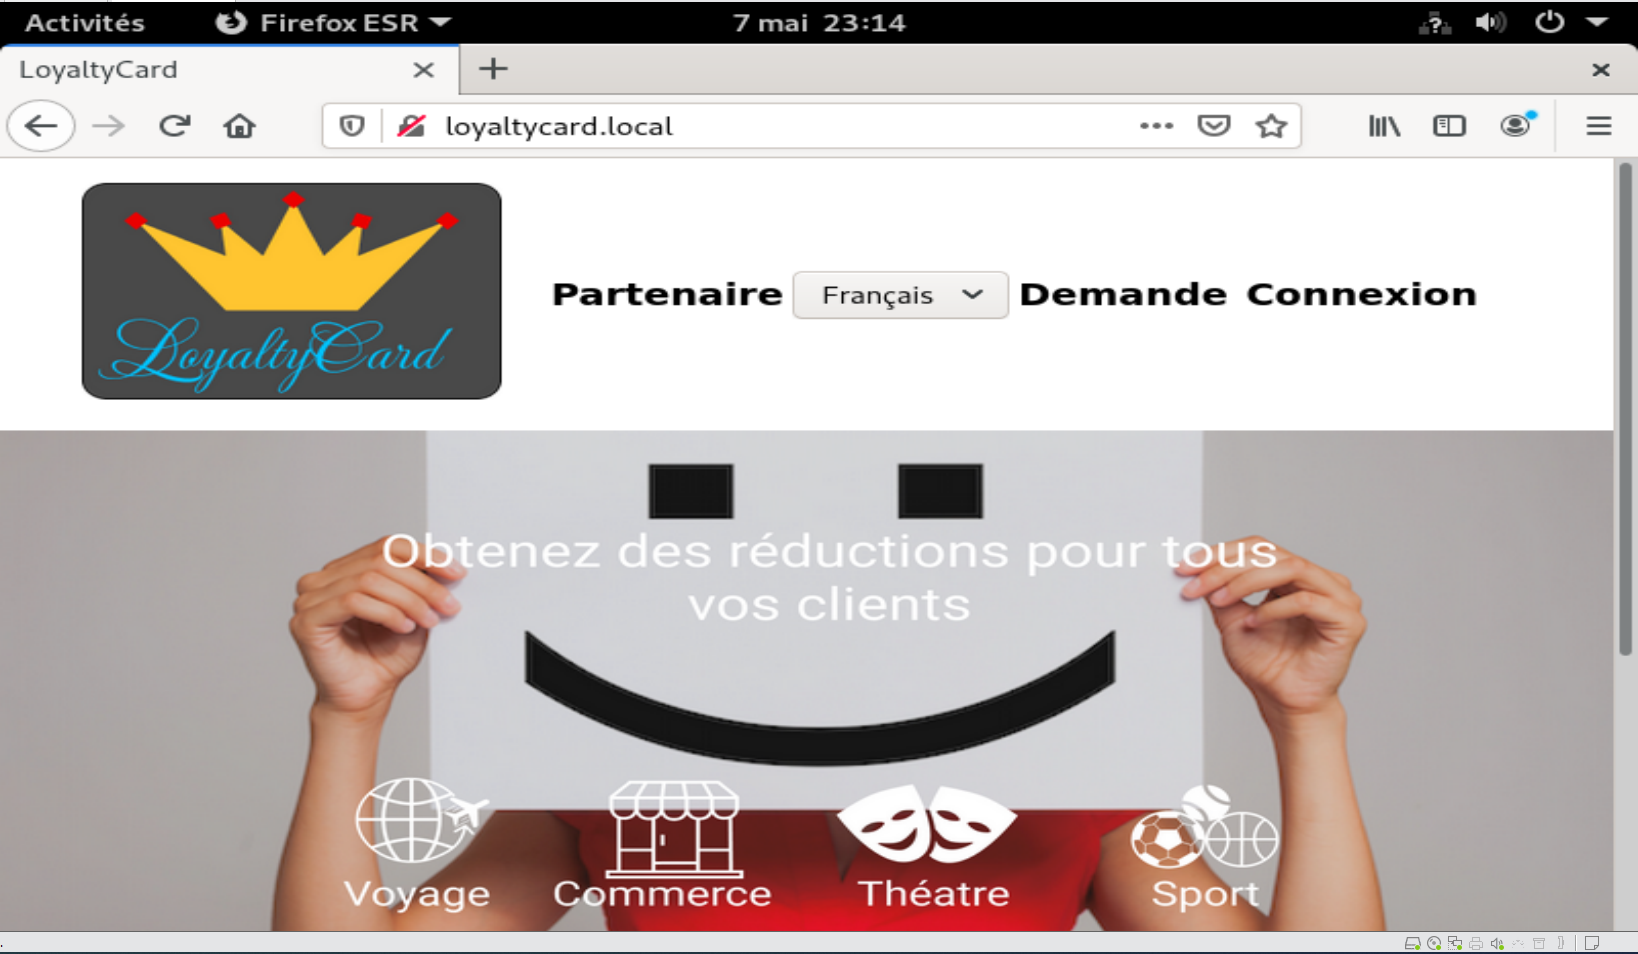 Activités Firefox ESR 7 mai 23:14
LoyaltyCard
loyaltycard.local
LoyaltyCard
Partenaire Français Demande Connexion
Obtenez des réductions pour tous
vos clients
Voyage Commerce Théatre Sport